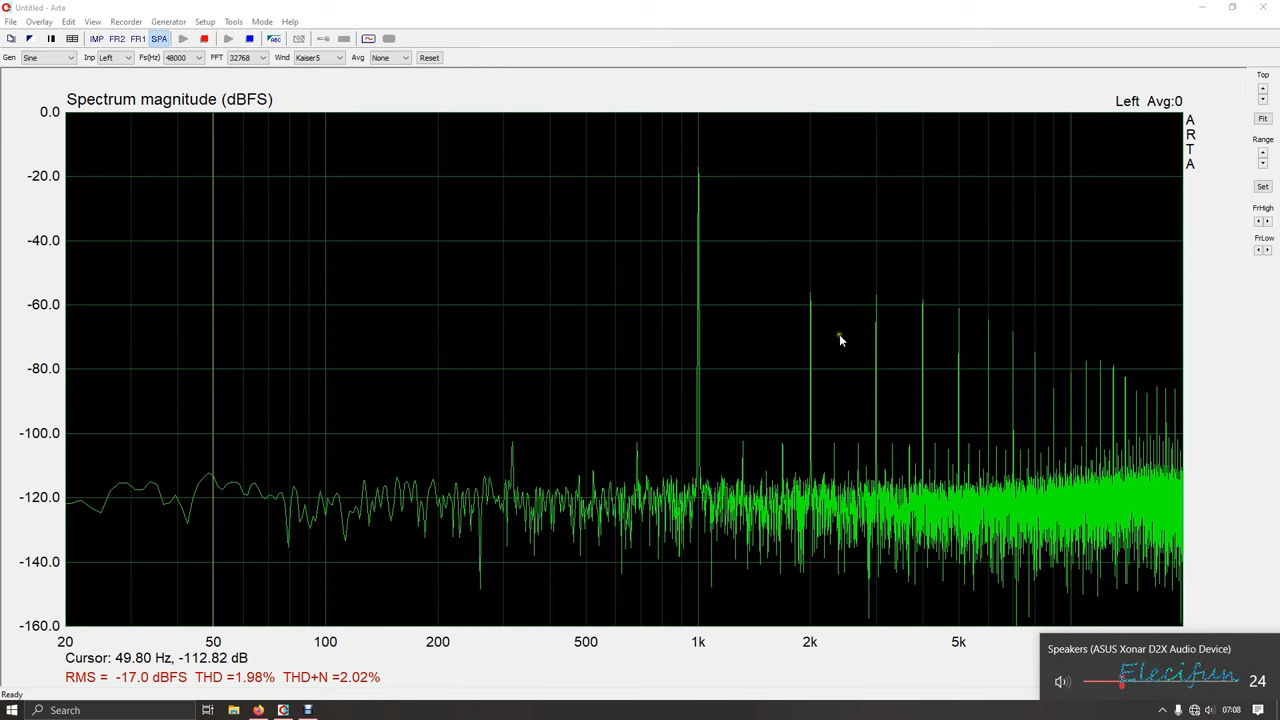 Untitled - Arta
File Overlay Edit View Recorder Generator Setup Tools Mode Help
IMP FR2 FR1 SPA ABC
Gen Sine Inp Left Fs(Hz) 48000 FFT 32768 Wnd Kaiser5 Avg None Reset
Top
Spectrum magnitude (dBFS) Left Avg:0
0.0
A
R
T
A
Fit
Range
-20.0
Set
FrHigh
-40.0
FrLow
-60.0
-80.0
-100.0
-120.0
-140.0
-160.0
20 50 100 200 500 1k 2k 5k
Cursor: 49.80 Hz, -112.82 dB
RMS = -17.0 dBFS THD =1.98% THD+N =2.02%
Speakers (ASUS Xonar D2X Audio Device)
Elecifun
24
Ready
Search
07:08